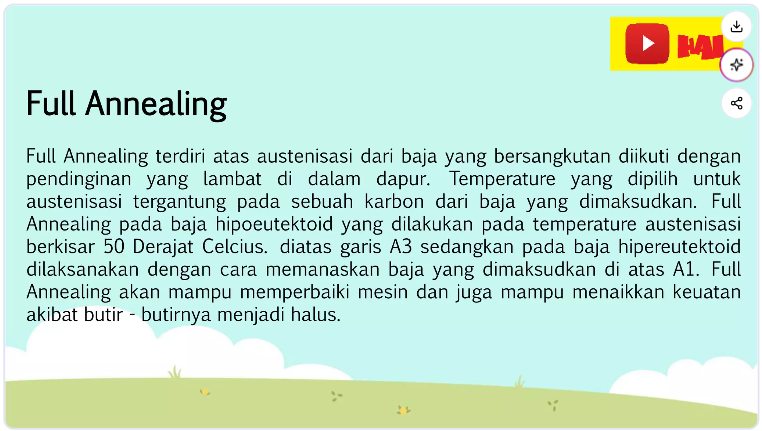 HAI
Full Annealing
Full Annealing terdiri atas austenisasi dari baja yang bersangkutan diikuti dengan
pendinginan yang lambat di dalam dapur. Temperature yang dipilih untuk
austenisasi tergantung pada sebuah karbon dari baja yang dimaksudkan. Full
Annealing pada baja hipoeutektoid yang dilakukan pada temperature austenisasi
berkisar 50 Derajat Celcius. diatas garis A3 sedangkan pada baja hipereutektoid
dilaksanakan dengan cara memanaskan baja yang dimaksudkan di atas A1. Full
Annealing akan mampu memperbaiki mesin dan juga mampu menaikkan keuatan
akibat butir - butirnya menjadi halus.